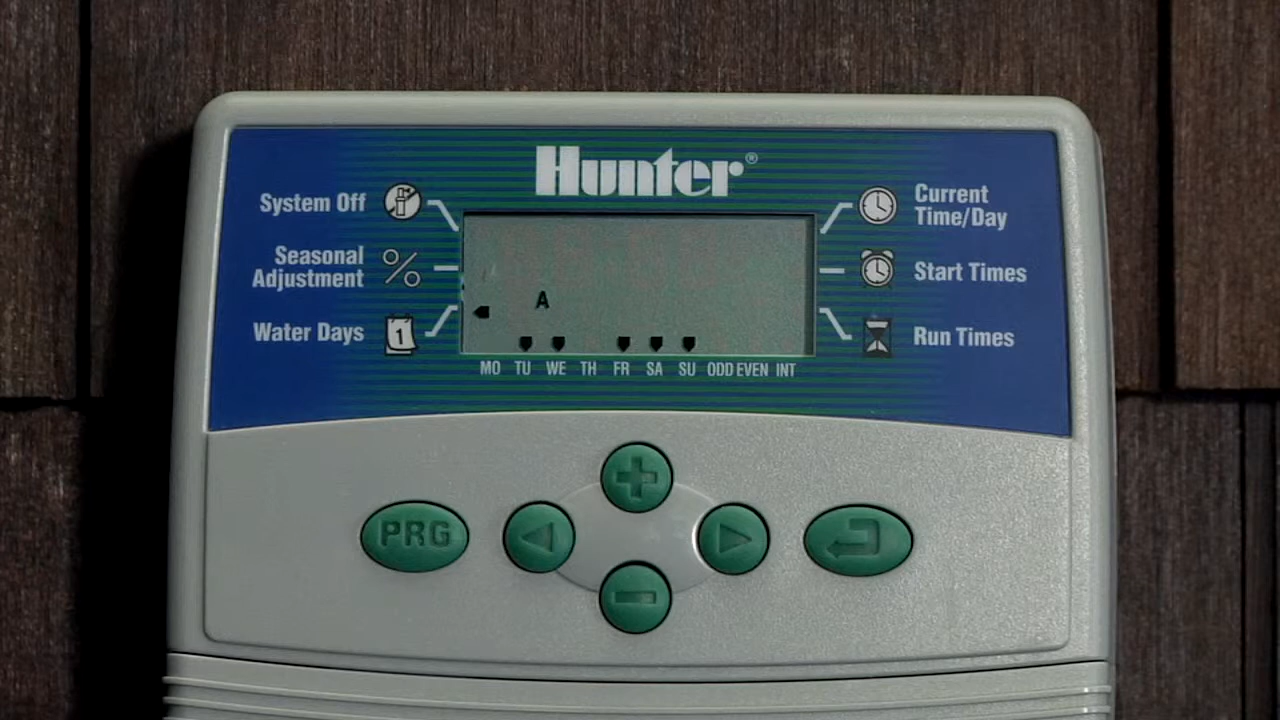 Hunter®
System Off
Seasonal
Adjustment
Water Days
1
Current
Time/Day
Start Times
Run Times
A
MO TU WE TH FR SA SU ODD EVEN INT
PRG